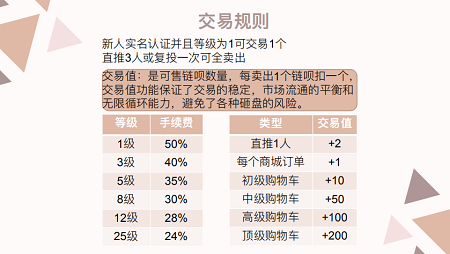 交易规则
新人实名认证并且等级为1可交易1个
直推3人或复投一次可全卖出
交易值：是可售链呗数量，每卖出1个链呗扣一个，
交易值功能保证了交易的稳定，市场流通的平衡和
无限循环能力，避免了各种砸盘的风险。
等级 手续费
1级 50%
3级 40%
5级 35%
8级 30%
12级 28%
25级 24%
类型 交易值
直推1人 +2
每个商城订单 +1
初级购物车 +10
中级购物车 +50
高级购物车 +100
顶级购物车 +200